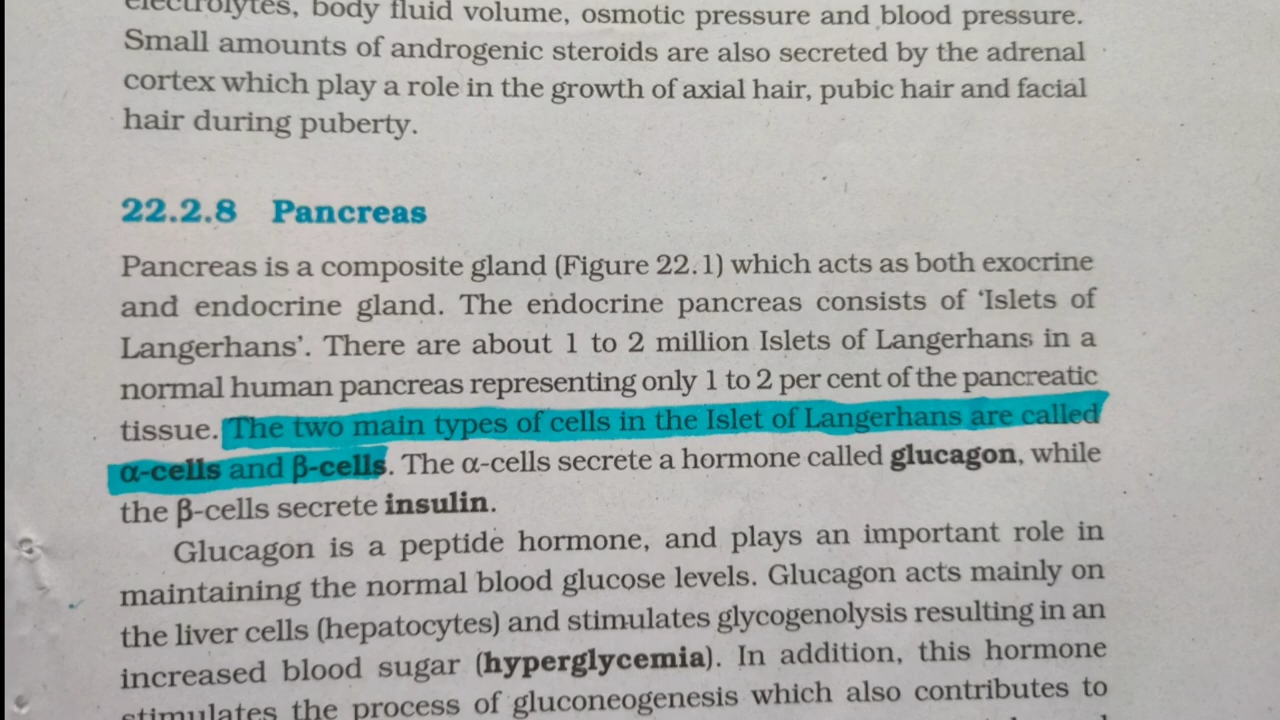 electrolytes, body fluid volume, osmotic pressure and blood pressure.
Small amounts of androgenic steroids are also secreted by the adrenal
cortex which play a role in the growth of axial hair, pubic hair and facial
hair during puberty.
22.2.8 Pancreas
Pancreas is a composite gland (Figure 22.1) which acts as both exocrine
and endocrine gland. The endocrine pancreas consists of ‘Islets of
Langerhans’. There are about 1 to 2 million Islets of Langerhans in a
normal human pancreas representing only 1 to 2 per cent of the pancreatic
tissue. The two main types of cells in the Islet of Langerhans are called
α-cells and β-cells. The α-cells secrete a hormone called glucagon, while
the β-cells secrete insulin.
Glucagon is a peptide hormone, and plays an important role in
maintaining the normal blood glucose levels. Glucagon acts mainly on
the liver cells (hepatocytes) and stimulates glycogenolysis resulting in an
increased blood sugar (hyperglycemia). In addition, this hormone
stimulates the process of gluconeogenesis which also contributes to